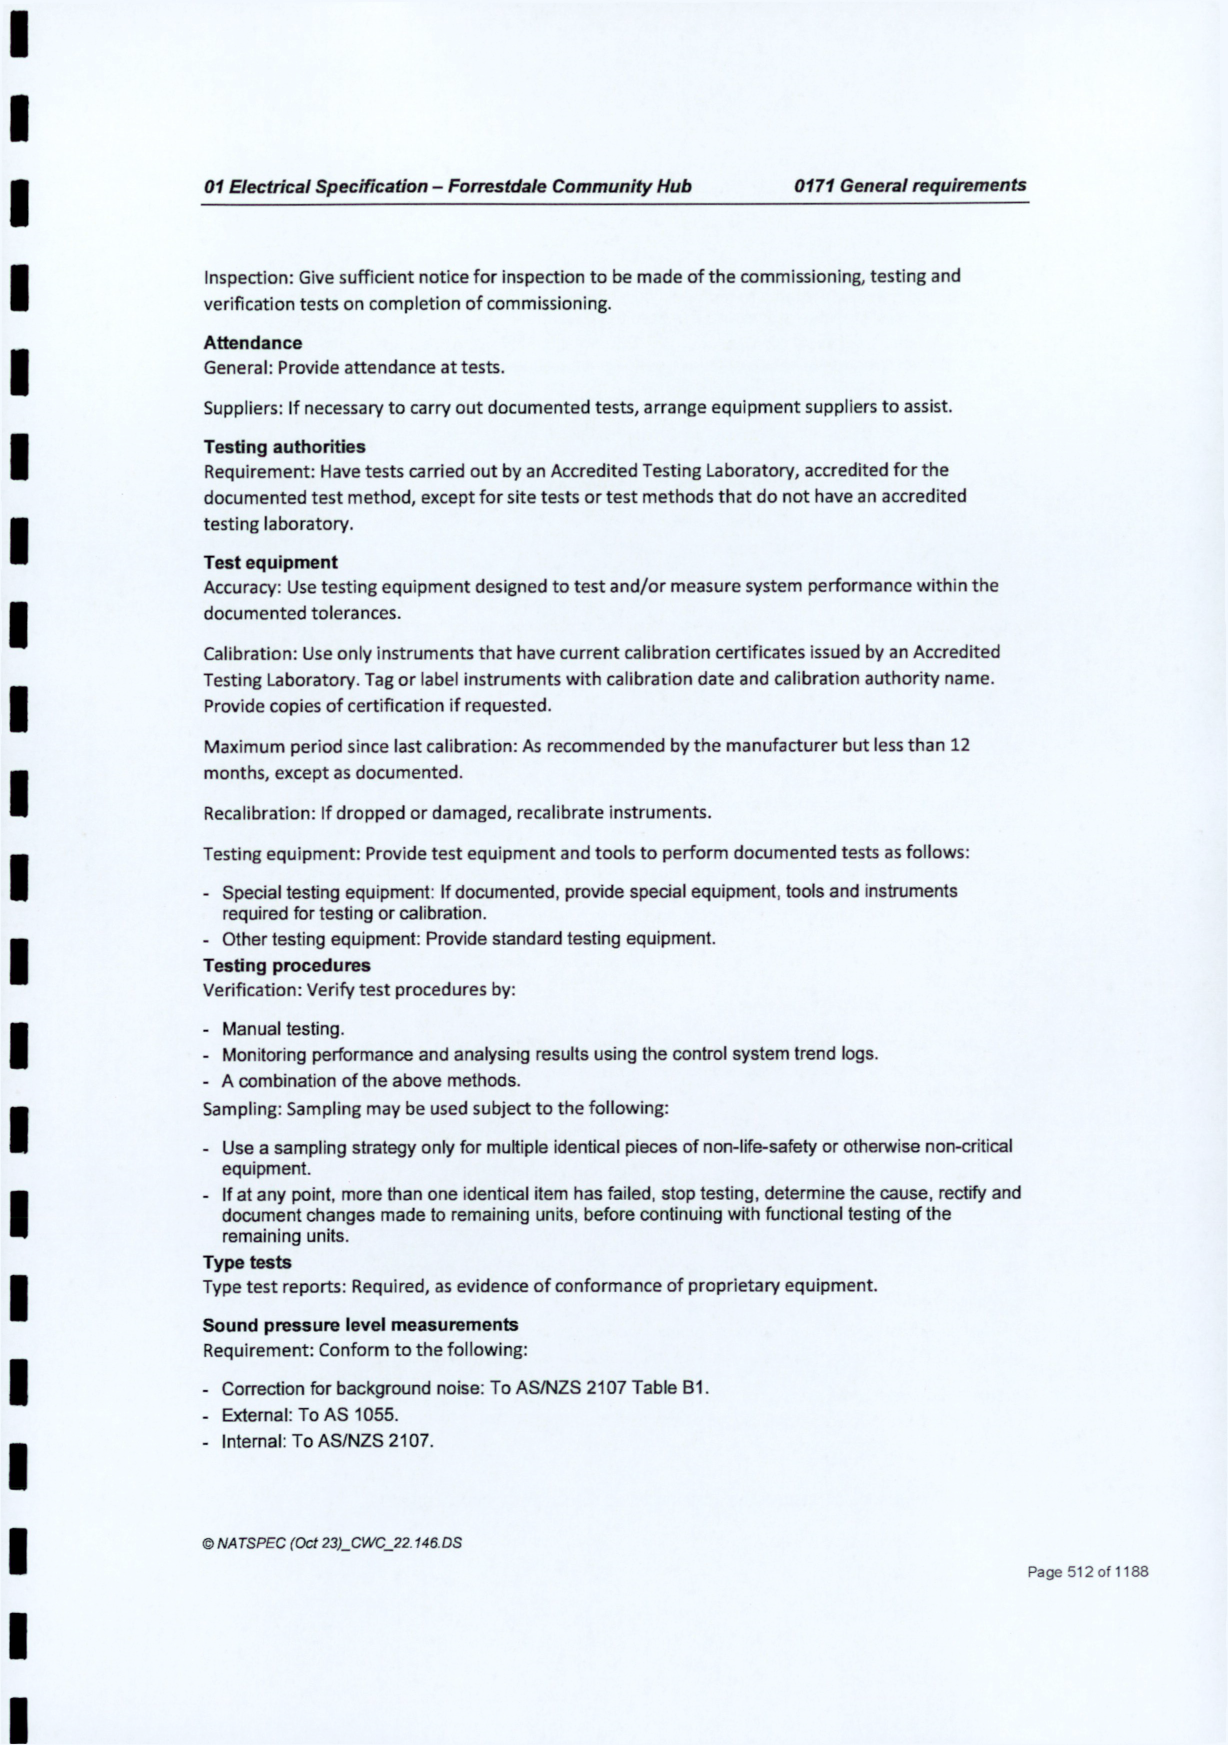 01 Electrical Specification – Forrestdale Community Hub 0171 General requirements
Inspection: Give sufficient notice for inspection to be made of the commissioning, testing and
verification tests on completion of commissioning.
Attendance
General: Provide attendance at tests.
Suppliers: If necessary to carry out documented tests, arrange equipment suppliers to assist.
Testing authorities
Requirement: Have tests carried out by an Accredited Testing Laboratory, accredited for the
documented test method, except for site tests or test methods that do not have an accredited
testing laboratory.
Test equipment
Accuracy: Use testing equipment designed to test and/or measure system performance within the
documented tolerances.
Calibration: Use only instruments that have current calibration certificates issued by an Accredited
Testing Laboratory. Tag or label instruments with calibration date and calibration authority name.
Provide copies of certification if requested.
Maximum period since last calibration: As recommended by the manufacturer but less than 12
months, except as documented.
Recalibration: If dropped or damaged, recalibrate instruments.
Testing equipment: Provide test equipment and tools to perform documented tests as follows:
- Special testing equipment: If documented, provide special equipment, tools and instruments
required for testing or calibration.
- Other testing equipment: Provide standard testing equipment.
Testing procedures
Verification: Verify test procedures by:
- Manual testing.
- Monitoring performance and analysing results using the control system trend logs.
- A combination of the above methods.
Sampling: Sampling may be used subject to the following:
- Use a sampling strategy only for multiple identical pieces of non-life-safety or otherwise non-critical
equipment.
- If at any point, more than one identical item has failed, stop testing, determine the cause, rectify and
document changes made to remaining units, before continuing with functional testing of the
remaining units.
Type tests
Type test reports: Required, as evidence of conformance of proprietary equipment.
Sound pressure level measurements
Requirement: Conform to the following:
- Correction for background noise: To AS/NZS 2107 Table B1.
- External: To AS 1055.
- Internal: To AS/NZS 2107.
© NATSPEC (Oct 23)_CWC_22.146.DS
Page 512 of 1188